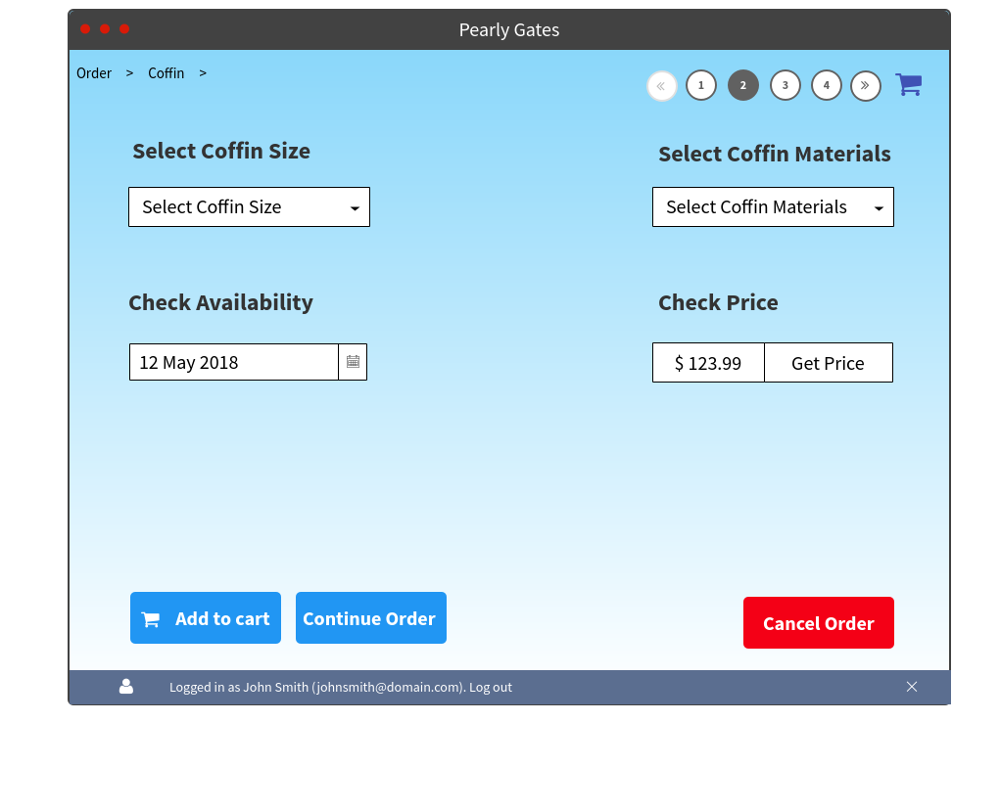 Pearly Gates
Order > Coffin >
« 1 2 3 4 »
Select Coffin Size
Select Coffin Materials
Select Coffin Size
Select Coffin Materials
Check Availability
Check Price
12 May 2018
$ 123.99 Get Price
Add to cart
Continue Order
Cancel Order
Logged in as John Smith (johnsmith@domain.com). Log out